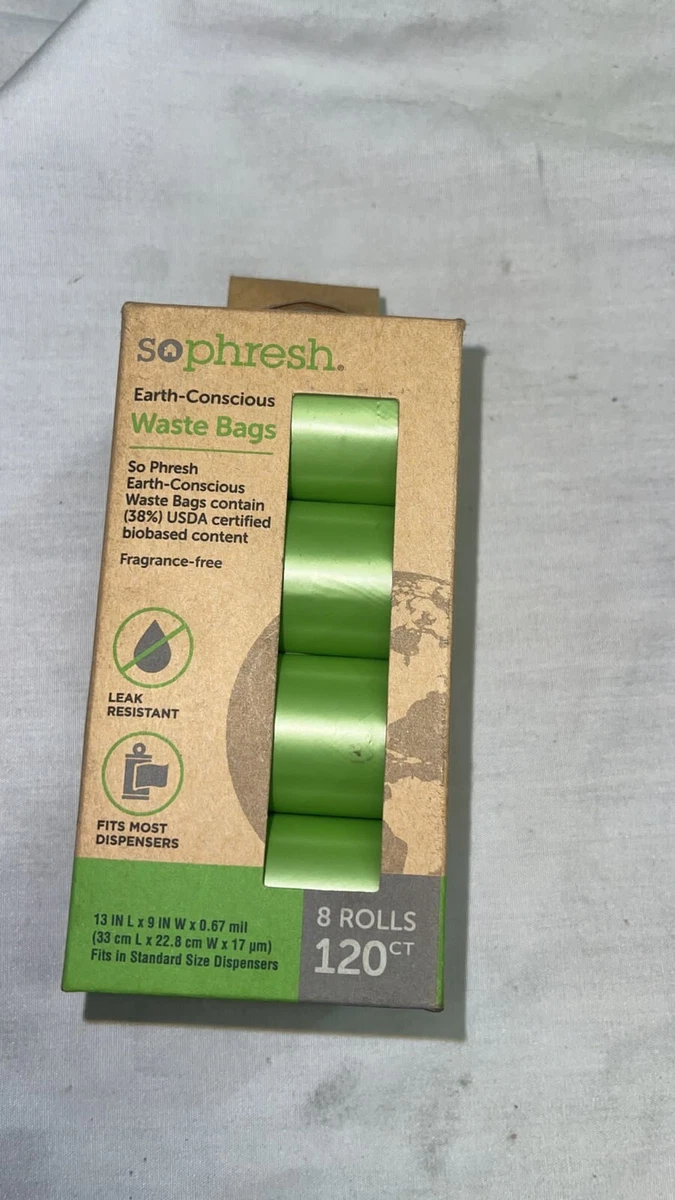 sophresh.
Earth-Conscious
Waste Bags
So Phresh
Earth-Conscious
Waste Bags contain
(38%) USDA certified
biobased content
Fragrance-free
LEAK
RESISTANT
FITS MOST
DISPENSERS
13 IN L x 9 IN W x 0.67 mil
(33 cm L x 22.8 cm W x 17 µm)
Fits in Standard Size Dispensers
8 ROLLS
120 CT